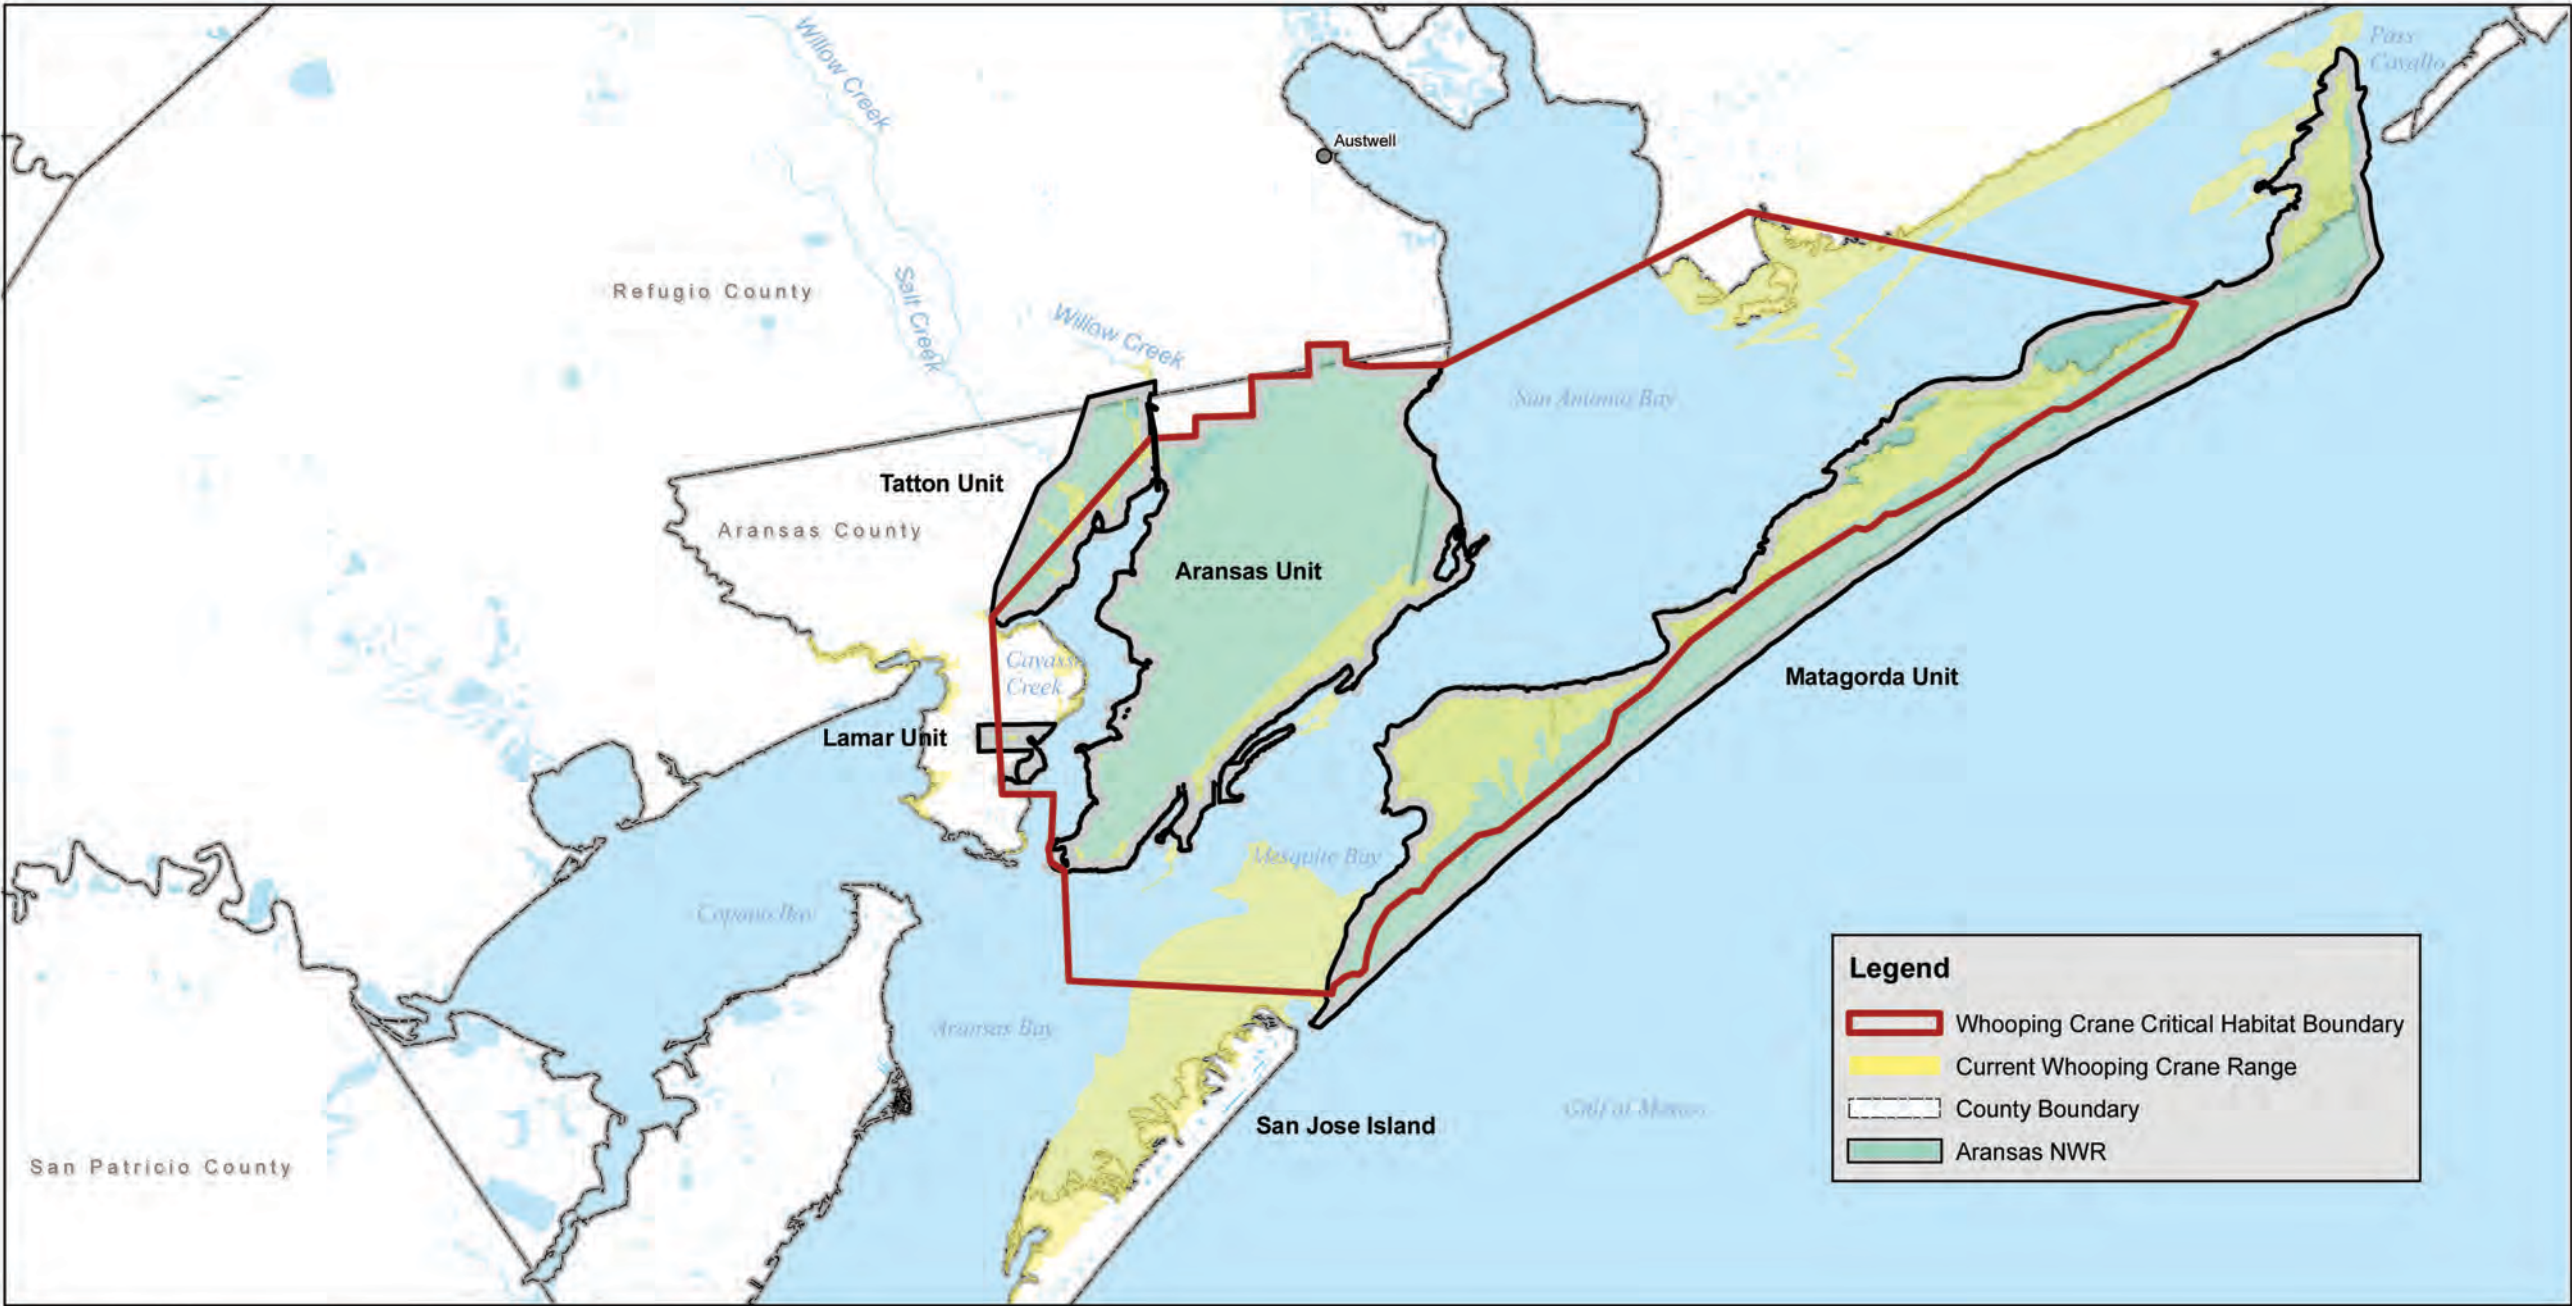 Pass
Cavallo
Willow Creek
Austwell
Salt Creek
Refugio County
Willow Creek
San Antonio Bay
Tatton Unit
Aransas County
Aransas Unit
Cavasso
Creek
Matagorda Unit
Lamar Unit
Mesquite Bay
Copano Bay
Aransas Bay
San Jose Island
Gulf of Mexico
San Patricio County
Legend
Whooping Crane Critical Habitat Boundary
Current Whooping Crane Range
County Boundary
Aransas NWR